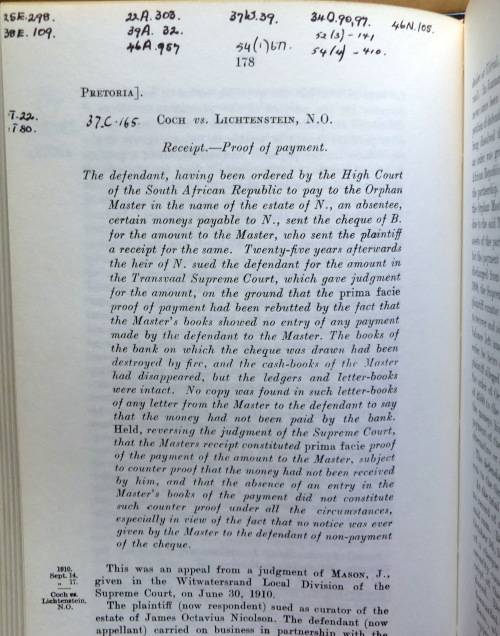 25E.298. 22A.303. 37W.39. 34O.90,97. 46N.105.
38E. 109. 39A. 32. 52(3)-141
46A.957 54(1)67. 54(4)-410.
178
PRETORIA].
T.22. 37.C.165. COCH vs. LICHTENSTEIN, N.O.
T80.
Receipt.—Proof of payment.
The defendant, having been ordered by the High Court
of the South African Republic to pay to the Orphan
Master in the name of the estate of N., an absentee,
certain moneys payable to N., sent the cheque of B.
for the amount to the Master, who sent the plaintiff
a receipt for the same. Twenty-five years afterwards
the heir of N. sued the defendant for the amount in
the Transvaal Supreme Court, which gave judgment
for the amount, on the ground that the prima facie
proof of payment had been rebutted by the fact that
the Master's books showed no entry of any payment
made by the defendant to the Master. The books of
the bank on which the cheque was drawn had been
destroyed by fire, and the cash-books of the Master
had disappeared, but the ledgers and letter-books
were intact. No copy was found in such letter-books
of any letter from the Master to the defendant to say
that the money had not been paid by the bank.
Held, reversing the judgment of the Supreme Court,
that the Masters receipt constituted prima facie proof
of the payment of the amount to the Master, subject
to counter proof that the money had not been received
by him, and that the absence of an entry in the
Master's books of the payment did not constitute
such counter proof under all the circumstances,
especially in view of the fact that no notice was ever
given by the Master to the defendant of non-payment
of the cheque.
1910.
Sept. 14.
„ 17.
Coch vs.
Lichtenstein,
N.O.
This was an appeal from a judgment of MASON, J.,
given in the Witwatersrand Local Division of the
Supreme Court, on June 30, 1910.
The plaintiff (now respondent) sued as curator of the
estate of James Octavius Nicolson. The defendant (now
appellant) carried on business in partnership with the